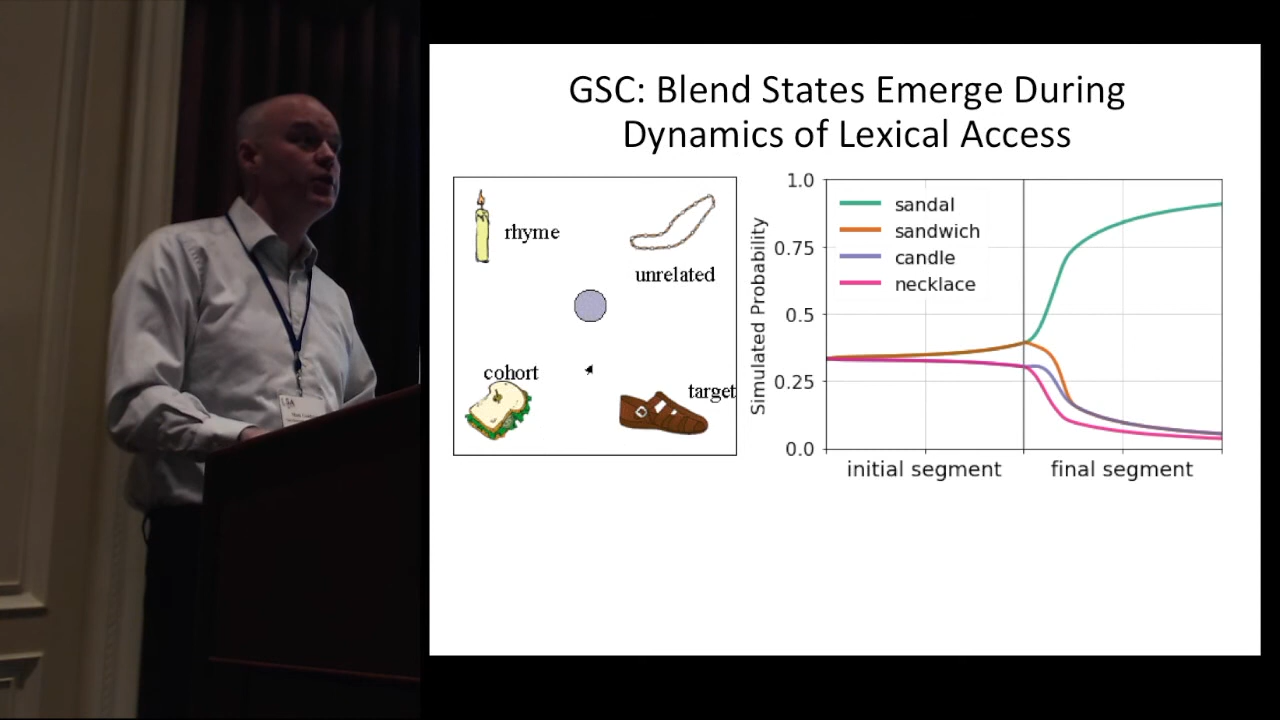 GSC: Blend States Emerge During
Dynamics of Lexical Access
rhyme
unrelated
cohort
target
Simulated Probability
1.0
0.75
0.5
0.25
0.0
sandal
sandwich
candle
necklace
initial segment
final segment
LSA